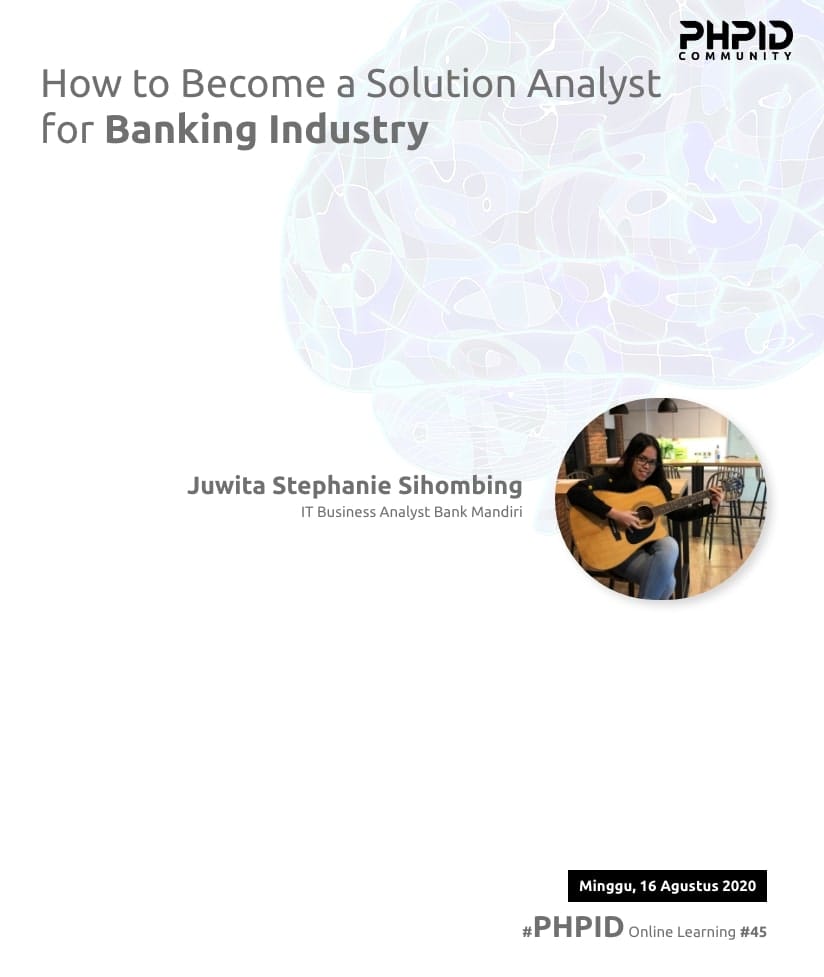 PHPID
COMMUNITY
How to Become a Solution Analyst
for Banking Industry
Juwita Stephanie Sihombing
IT Business Analyst Bank Mandiri
Minggu, 16 Agustus 2020
#PHPID Online Learning #45